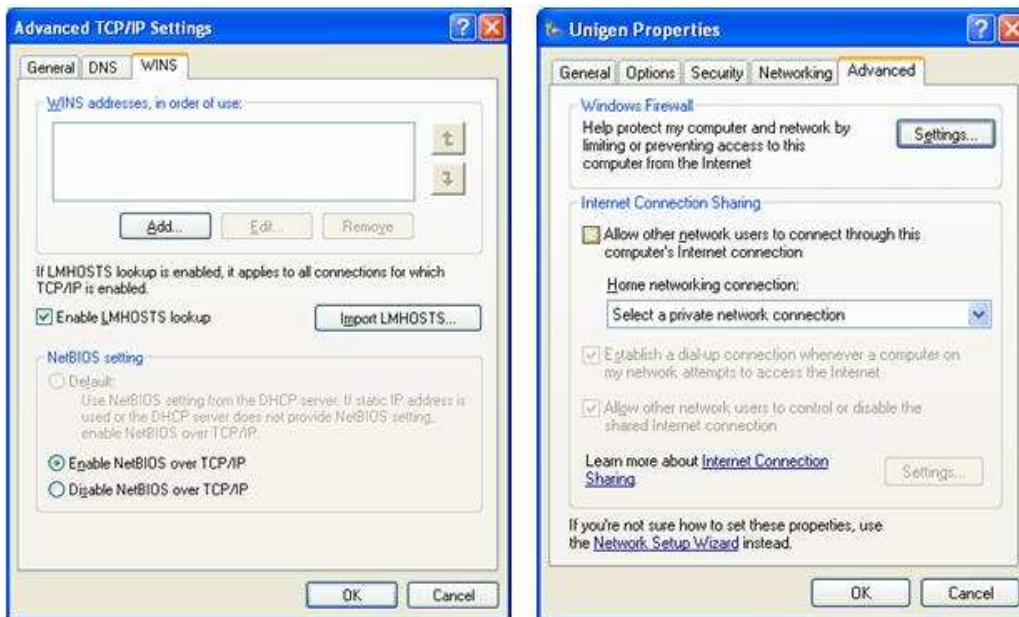 Advanced TCP/IP Settings
General DNS WINS
WINS addresses, in order of use:
Add... Edit... Remove
If LMHOSTS lookup is enabled, it applies to all connections for which
TCP/IP is enabled.
Enable LMHOSTS lookup
Import LMHOSTS...
NetBIOS setting
Default:
Use NetBIOS setting from the DHCP server. If static IP address is
used or the DHCP server does not provide NetBIOS setting,
enable NetBIOS over TCP/IP.
Enable NetBIOS over TCP/IP
Disable NetBIOS over TCP/IP
OK Cancel
Unigen Properties
General Options Security Networking Advanced
Windows Firewall
Help protect my computer and network by
limiting or preventing access to this
computer from the Internet
Settings...
Internet Connection Sharing
Allow other network users to connect through this
computer's Internet connection
Home networking connection:
Select a private network connection
Establish a dial-up connection whenever a computer on
my network attempts to access the Internet
Allow other network users to control or disable the
shared Internet connection
Learn more about Internet Connection
Sharing.
Settings...
If you're not sure how to set these properties, use
the Network Setup Wizard instead.
OK Cancel